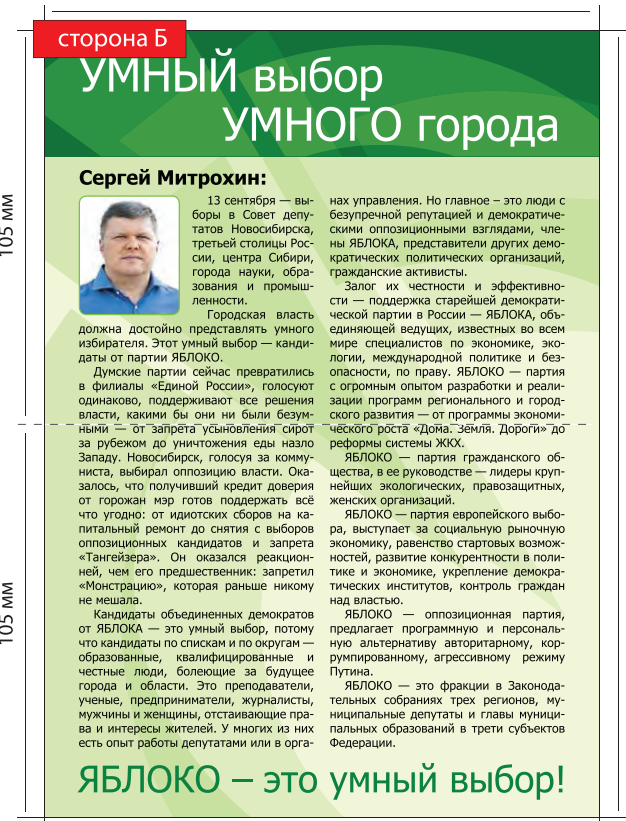 сторона Б
УМНЫЙ выбор
УМНОГО города
105 мм
105 мм
Сергей Митрохин:
13 сентября — вы-
боры в Совет депу-
татов Новосибирска,
третьей столицы Рос-
сии, центра Сибири,
города науки, обра-
зования и промыш-
ленности.
Городская власть
должна достойно представлять умного
избирателя. Этот умный выбор — канди-
даты от партии ЯБЛОКО.
Думские партии сейчас превратились
в филиалы «Единой России», голосуют
одинаково, поддерживают все решения
власти, какими бы они ни были безум-
ными — от запрета усыновления сирот
за рубежом до уничтожения еды назло
Западу. Новосибирск, голосуя за комму-
ниста, выбирал оппозицию власти. Ока-
залось, что получивший кредит доверия
от горожан мэр готов поддержать всё
что угодно: от идиотских сборов на ка-
питальный ремонт до снятия с выборов
оппозиционных кандидатов и запрета
«Тангейзера». Он оказался реакцион-
ней, чем его предшественник: запретил
«Монстрацию», которая раньше никому
не мешала.
Кандидаты объединенных демократов
от ЯБЛОКА — это умный выбор, потому
что кандидаты по спискам и по округам —
образованные, квалифицированные и
честные люди, болеющие за будущее
города и области. Это преподаватели,
ученые, предприниматели, журналисты,
мужчины и женщины, отстаивающие пра-
ва и интересы жителей. У многих из них
есть опыт работы депутатами или в орга-
нах управления. Но главное – это люди с
безупречной репутацией и демократиче-
скими оппозиционными взглядами, чле-
ны ЯБЛОКА, представители других демо-
кратических политических организаций,
гражданские активисты.
Залог их честности и эффективно-
сти — поддержка старейшей демократи-
ческой партии в России — ЯБЛОКА, объ-
единяющей ведущих, известных во всем
мире специалистов по экономике, эко-
логии, международной политике и без-
опасности, по праву. ЯБЛОКО — партия
с огромным опытом разработки и реали-
зации программ регионального и город-
ского развития — от программы экономи-
ческого роста «Дома. Земля. Дороги» до
реформы системы ЖКХ.
ЯБЛОКО — партия гражданского об-
щества, в ее руководстве — лидеры круп-
нейших экологических, правозащитных,
женских организаций.
ЯБЛОКО — партия европейского выбо-
ра, выступает за социальную рыночную
экономику, равенство стартовых возмож-
ностей, развитие конкурентности в поли-
тике и экономике, укрепление демокра-
тических институтов, контроль граждан
над властью.
ЯБЛОКО — оппозиционная партия,
предлагает программную и персональ-
ную альтернативу авторитарному, кор-
румпированному, агрессивному режиму
Путина.
ЯБЛОКО — это фракции в Законода-
тельных собраниях трех регионов, му-
ниципальные депутаты и главы муници-
пальных образований в трети субъектов
Федерации.
ЯБЛОКО – это умный выбор!